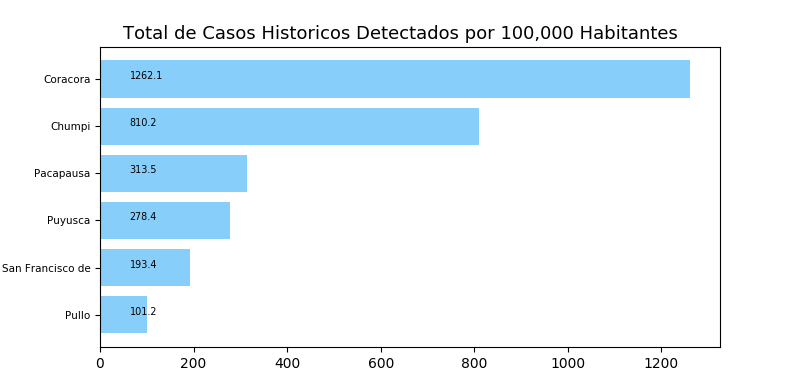 Total de Casos Historicos Detectados por 100,000 Habitantes
Coracora 1262.1
Chumpi 810.2
Pacapausa 313.5
Puyusca 278.4
San Francisco de 193.4
Pullo 101.2
0 200 400 600 800 1000 1200